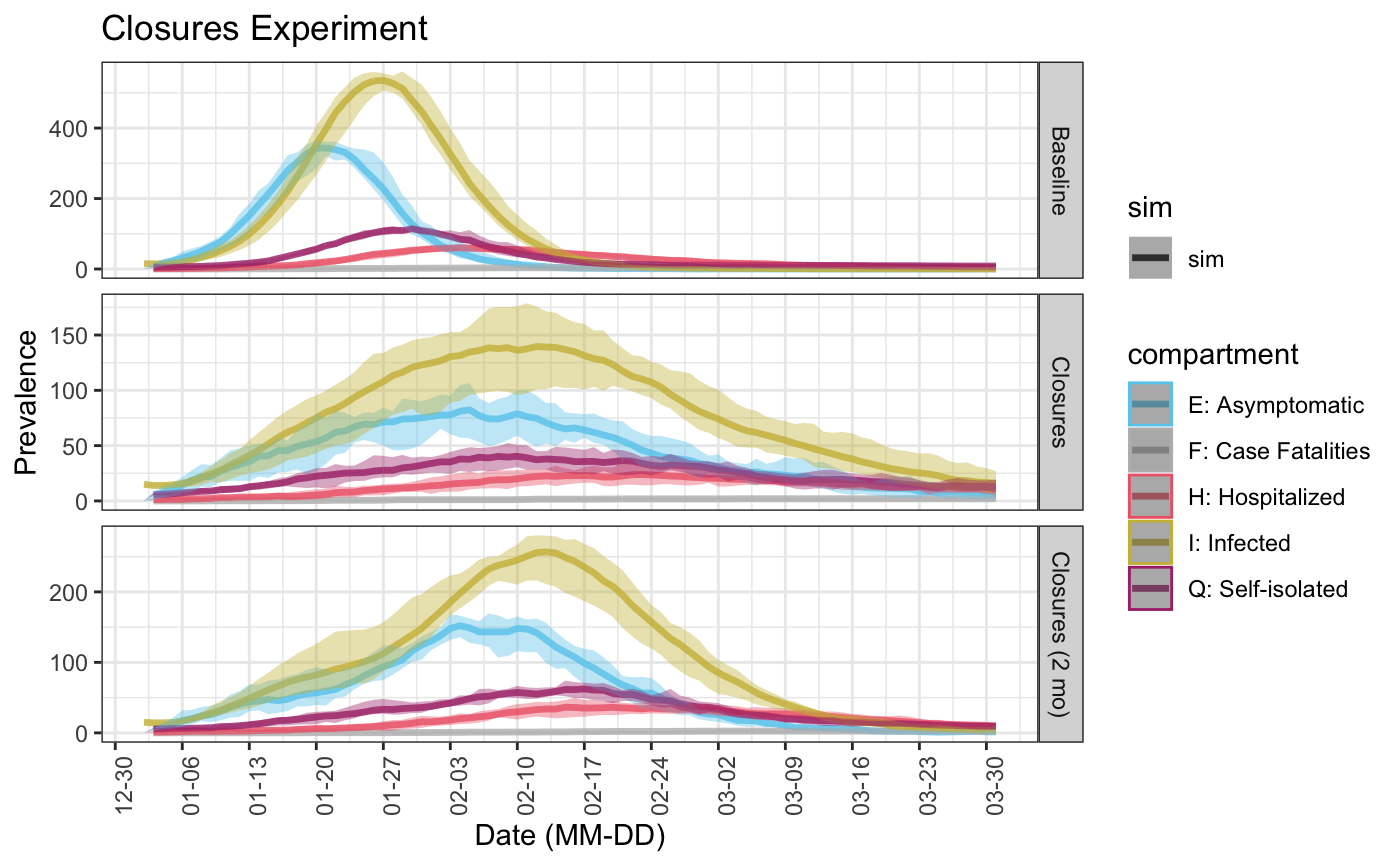 Closures Experiment
Prevalence
400
200
0
Baseline
150
100
50
0
Closures
200
100
0
Closures (2 mo)
12-30
01-06
01-13
01-20
01-27
02-03
02-10
02-17
02-24
03-02
03-09
03-16
03-23
03-30
Date (MM-DD)
sim
sim
compartment
E: Asymptomatic
F: Case Fatalities
H: Hospitalized
I: Infected
Q: Self-isolated